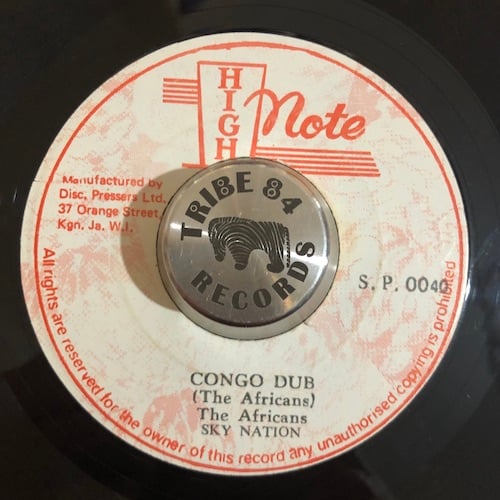 HIGH
Note
Manufactured by
Disc, Pressers Ltd.
37 Orange Street,
Kgn. Ja. W.I.
TRIBE 84
RECORDS
S. P. 0040
CONGO DUB
(The Africans)
The Africans
SKY NATION
All rights are reserved for the owner of this record any unauthorised copying is prohibited